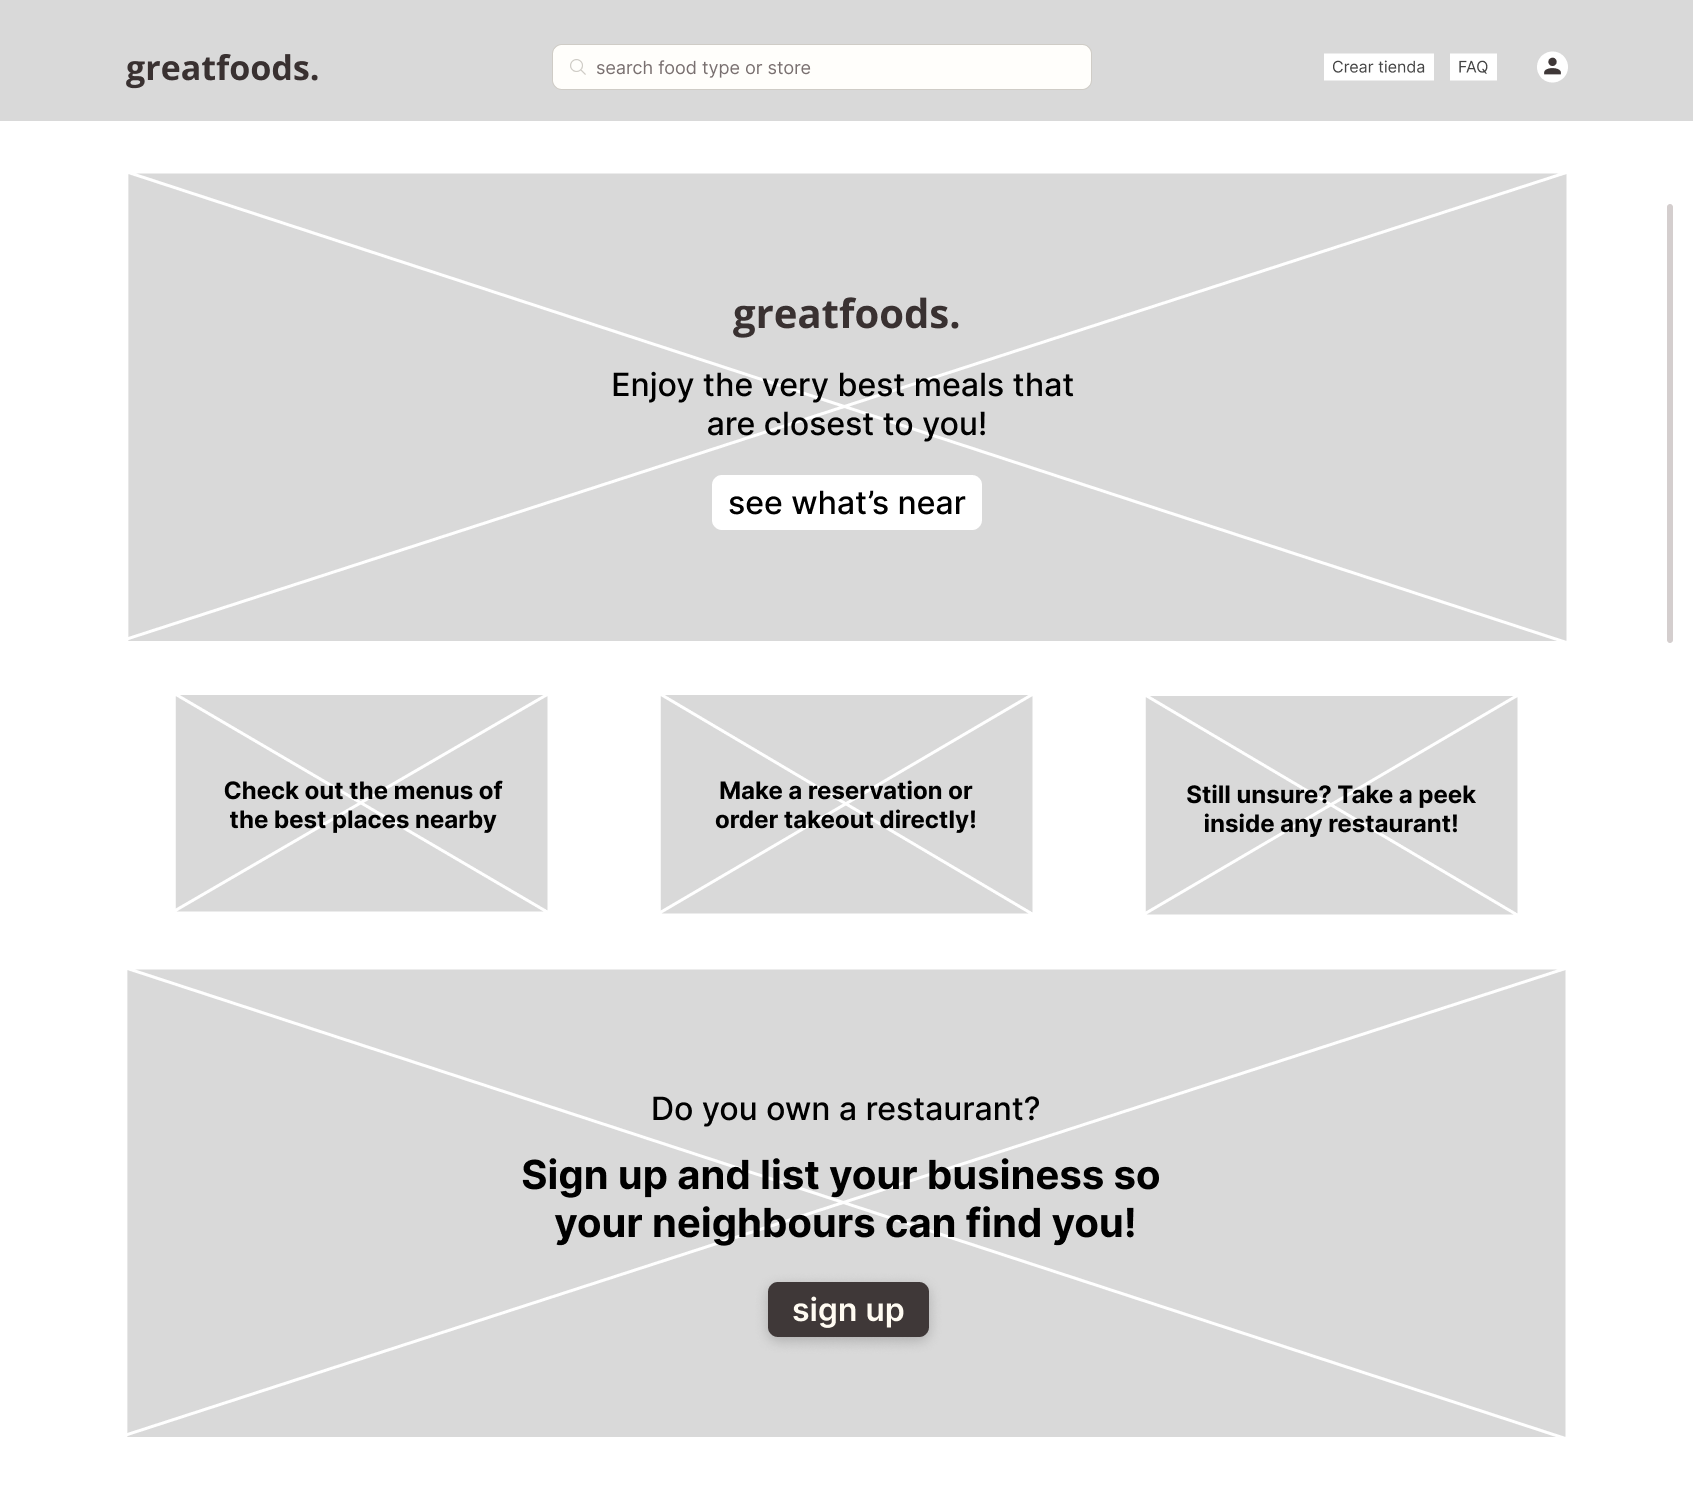 greatfoods.
search food type or store
Crear tienda
FAQ
greatfoods.
Enjoy the very best meals that
are closest to you!
see what’s near
Check out the menus of
the best places nearby
Make a reservation or
order takeout directly!
Still unsure? Take a peek
inside any restaurant!
Do you own a restaurant?
Sign up and list your business so
your neighbours can find you!
sign up